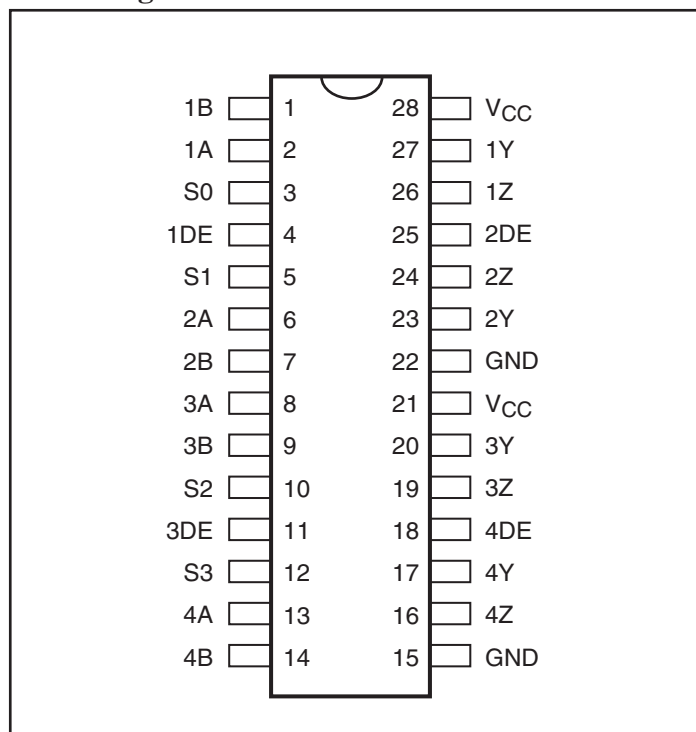 1B 1 28 VCC
1A 2 27 1Y
S0 3 26 1Z
1DE 4 25 2DE
S1 5 24 2Z
2A 6 23 2Y
2B 7 22 GND
3A 8 21 VCC
3B 9 20 3Y
S2 10 19 3Z
3DE 11 18 4DE
S3 12 17 4Y
4A 13 16 4Z
4B 14 15 GND